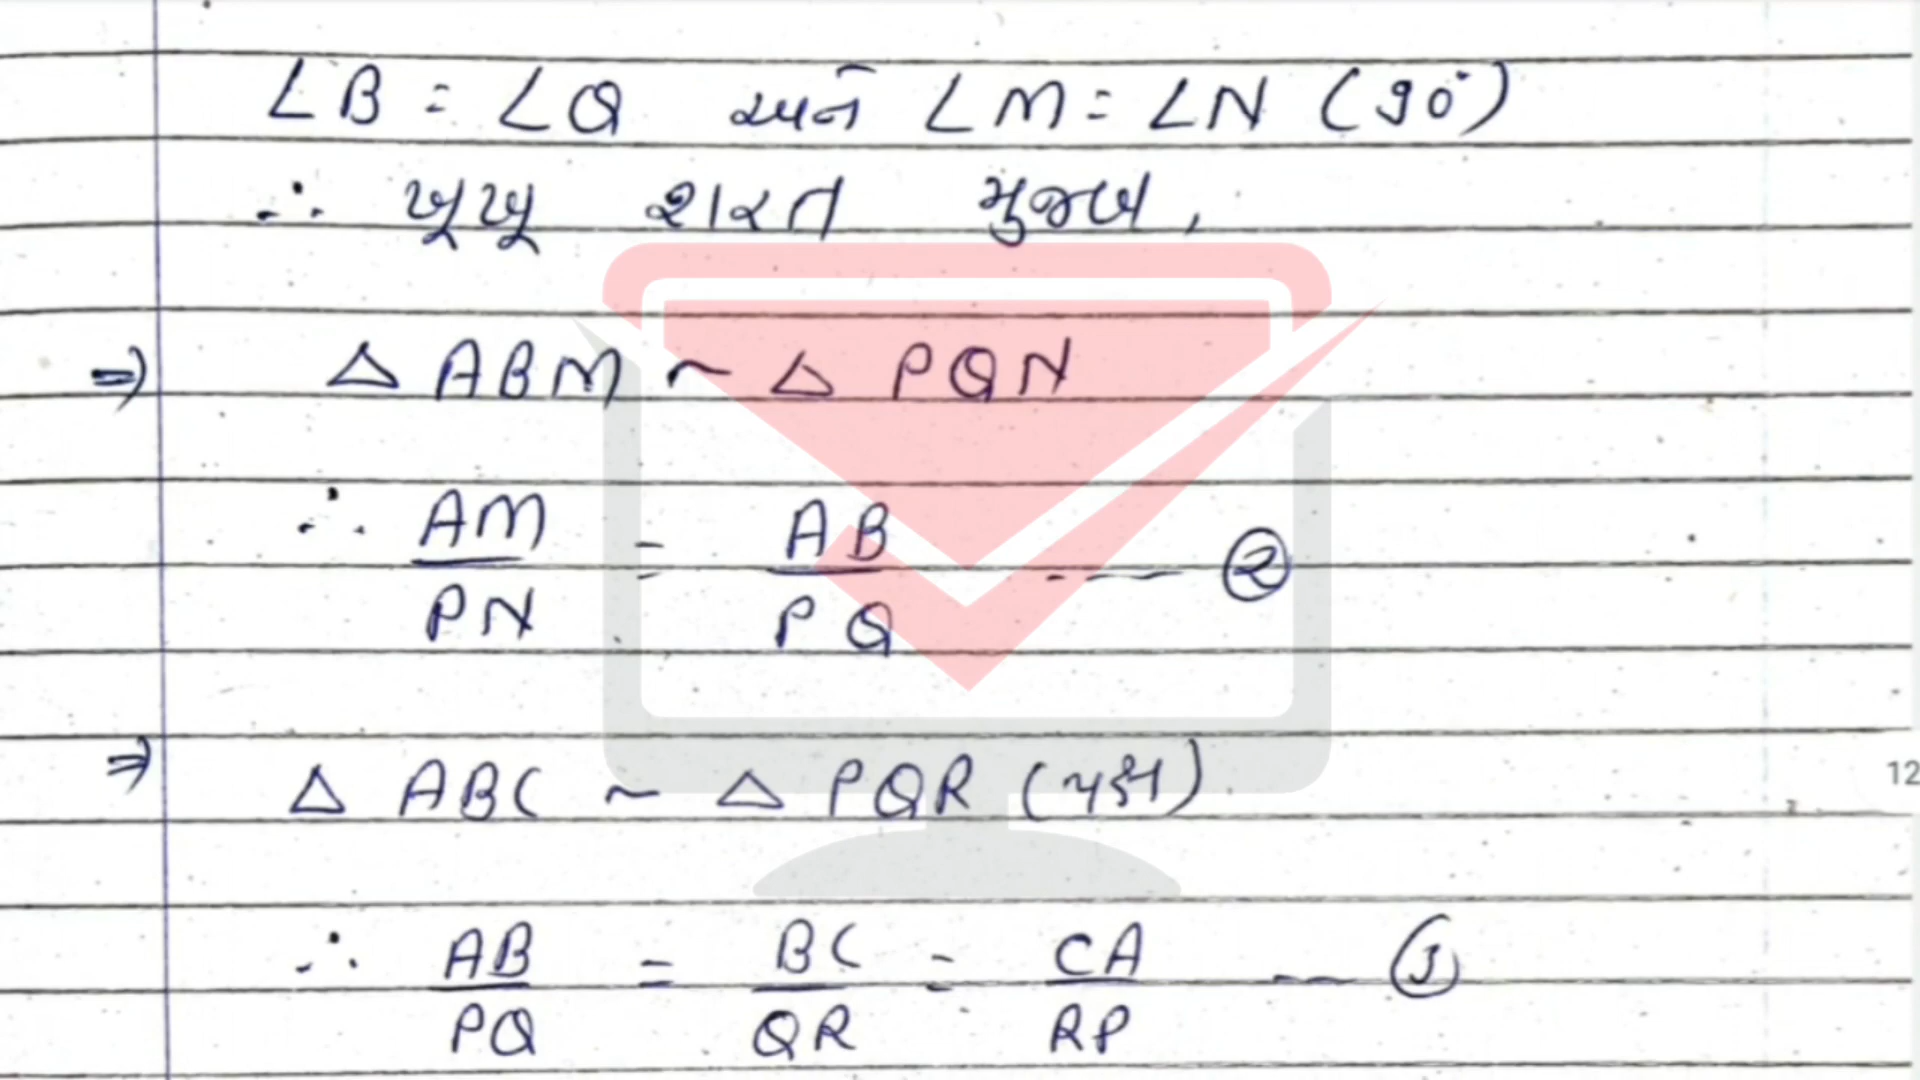 ∠B = ∠Q અને ∠M = ∠N (90°)
∴ ખૂખૂ શરત મુજબ,
⇒ △ ABM ~ △ PQN
∴ AM/PN = AB/PQ --- ②
⇒ △ ABC ~ △ PQR (પક્ષ)
12
∴ AB/PQ = BC/QR = CA/RP --- ③